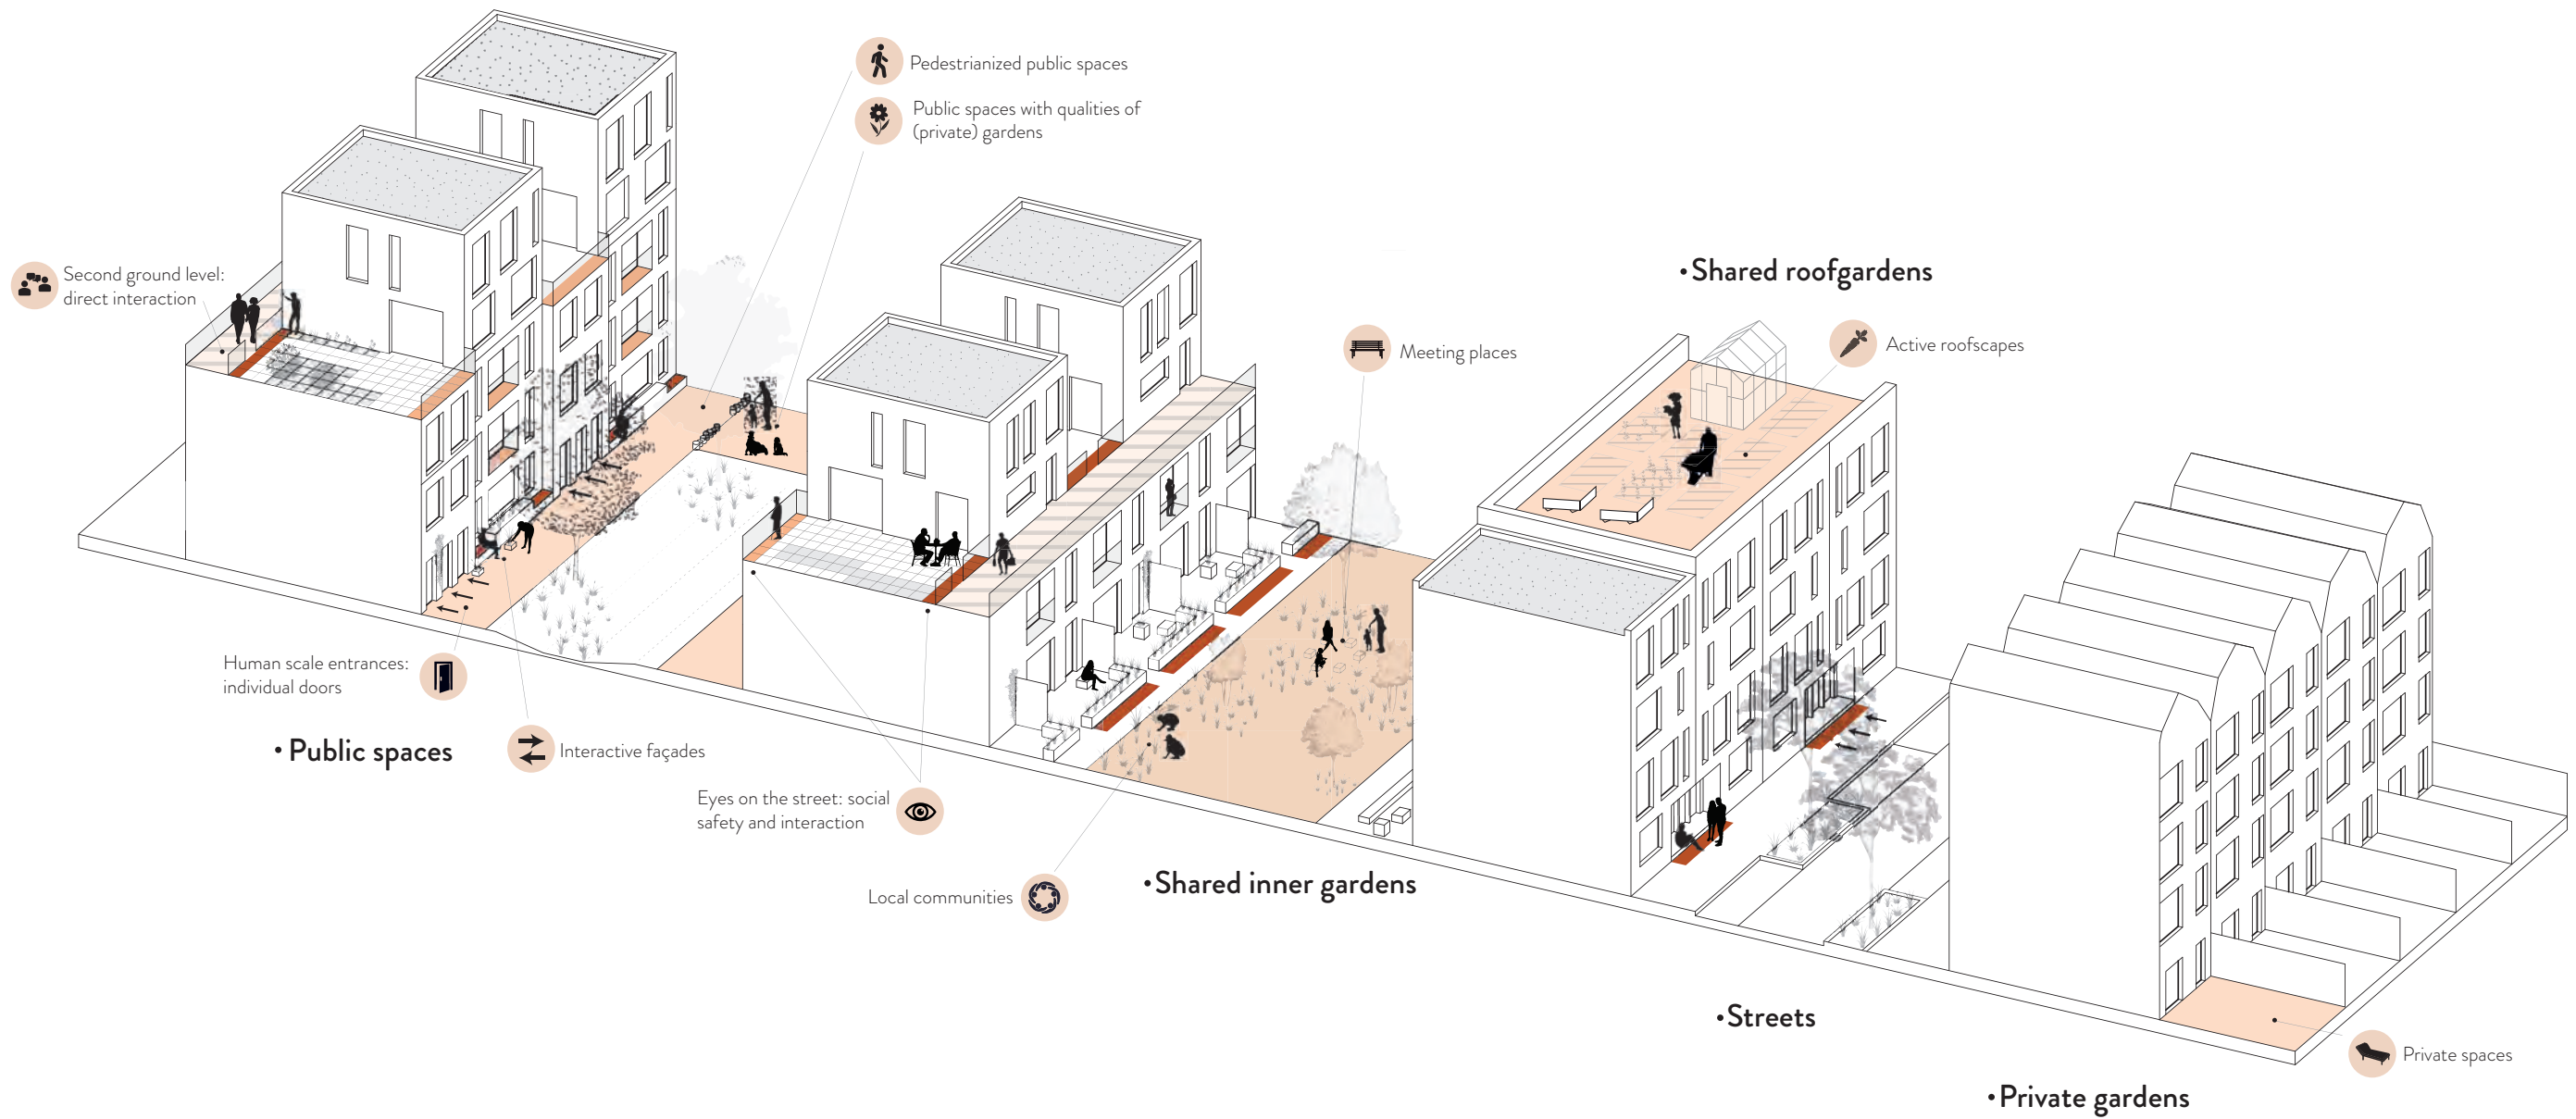 Pedestrianized public spaces
Public spaces with qualities of
(private) gardens
Second ground level:
direct interaction
• Shared roofgardens
Meeting places
Active roofscapes
Human scale entrances:
individual doors
• Public spaces
Interactive façades
Eyes on the street: social
safety and interaction
Local communities
• Shared inner gardens
• Streets
Private spaces
• Private gardens